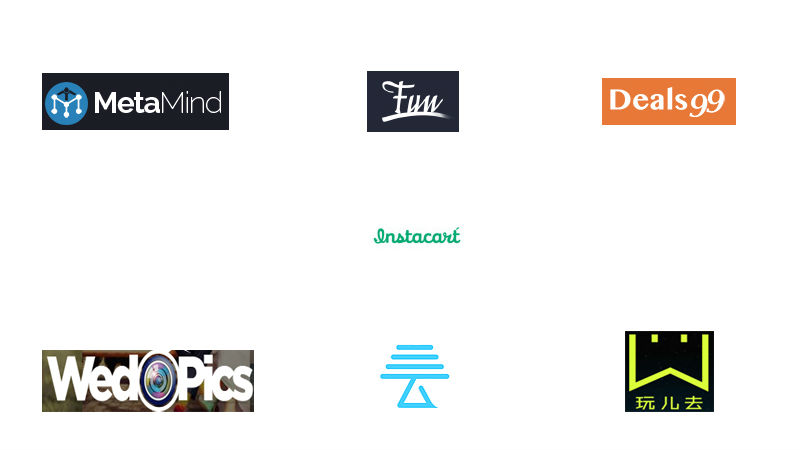 MetaMind
Fun
Deals99
Instacart
WedPics
玩儿去